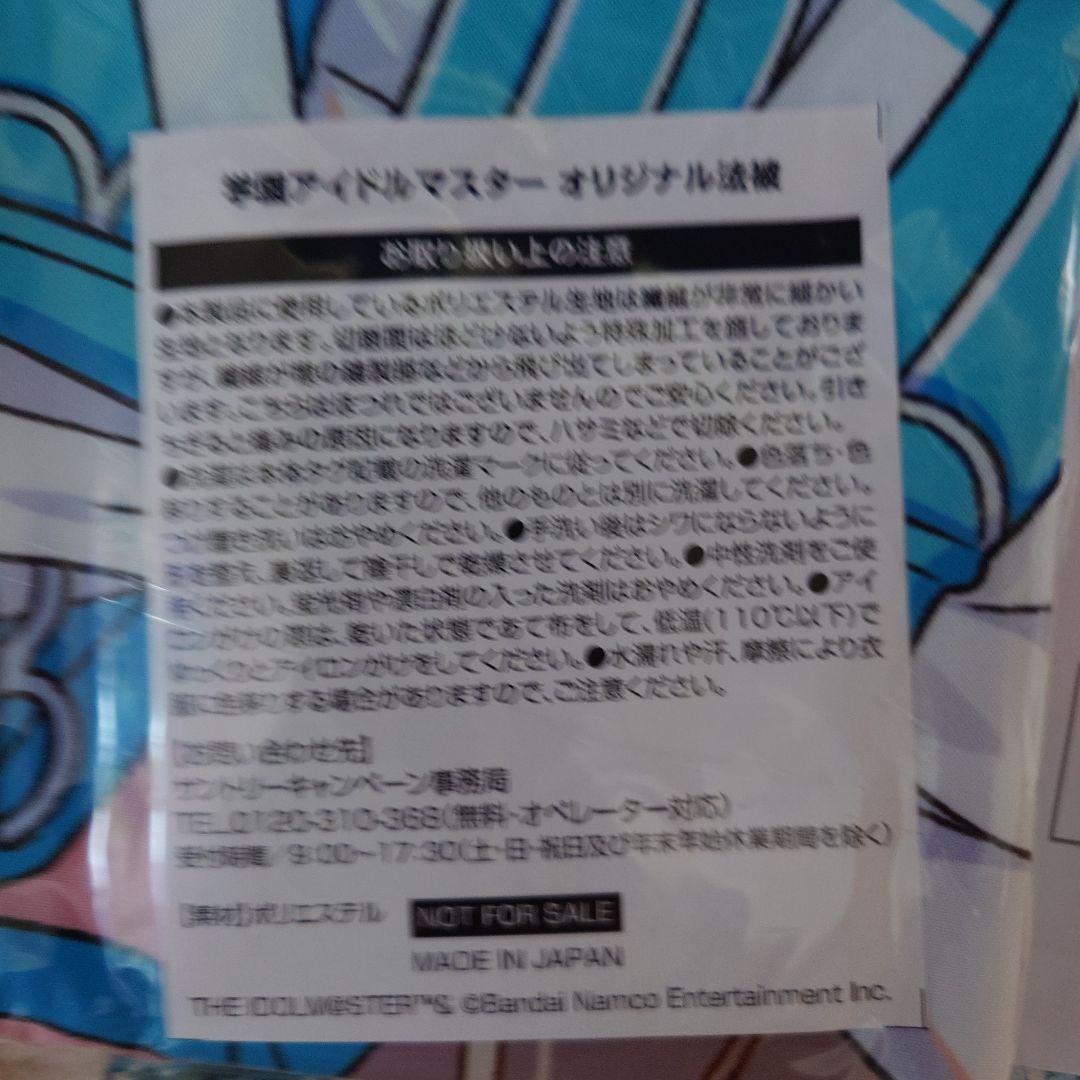 学園アイドルマスター オリジナル法被
お取り扱い上の注意
●本製品に使用しているポリエステル生地は繊維が非常に細かい
生地となります。切断面はほどけないよう特殊加工を施しておりま
すが、繊維が裾の縫製部などから飛び出てしまっていることがござ
います。こちらはほつれではございませんのでご安心ください。引き
ちぎると傷みの原因になりますので、ハサミなどで切除ください。
●洗濯は本体タグ記載の洗濯マークに従ってください。●色落ち・色
移りすることがありますので、他のものとは別に洗濯してください。
つけ置き洗いはおやめください。●手洗い後はシワにならないように
形を整え、裏返して陰干しで乾燥させてください。●中性洗剤をご使
用ください。蛍光剤や漂白剤の入った洗剤はおやめください。●アイ
ロンがけの際は、乾いた状態であて布をして、低温(110℃以下)で
ゆっくりとアイロンがけをしてください。●水濡れや汗、摩擦により衣
服に色移りする場合がありますので、ご注意ください。
【お問い合わせ先】
サントリーキャンペーン事務局
TEL.0120-310-368(無料・オペレーター対応)
受付時間／9:00~17:30(土・日・祝日及び年末年始休業期間を除く)
【素材】ポリエステル NOT FOR SALE
MADE IN JAPAN
THE IDOLM@STER™& ©Bandai Namco Entertainment Inc.